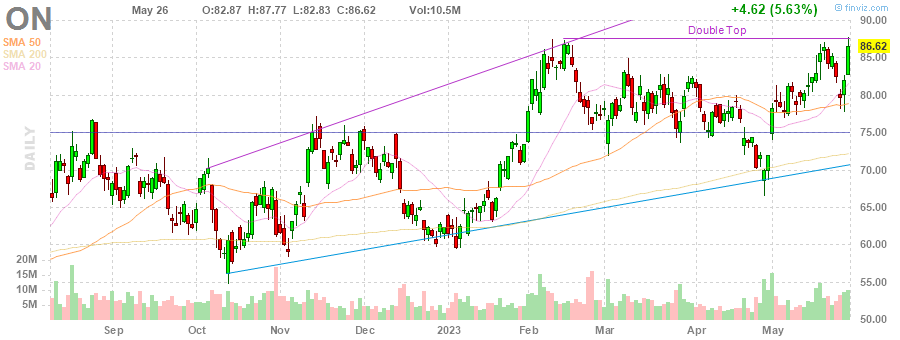 ON May 26 O:82.87 H:87.77 L:82.83 C:86.62 Vol:10.5M +4.62 (5.63%) © finviz.com
SMA 50
SMA 200
SMA 20
DAILY
Double Top
90.00
86.62
85.00
80.00
75.00
70.00
65.00
60.00
55.00
50.00
20M
15M
10M
5M
Sep Oct Nov Dec 2023 Feb Mar Apr May